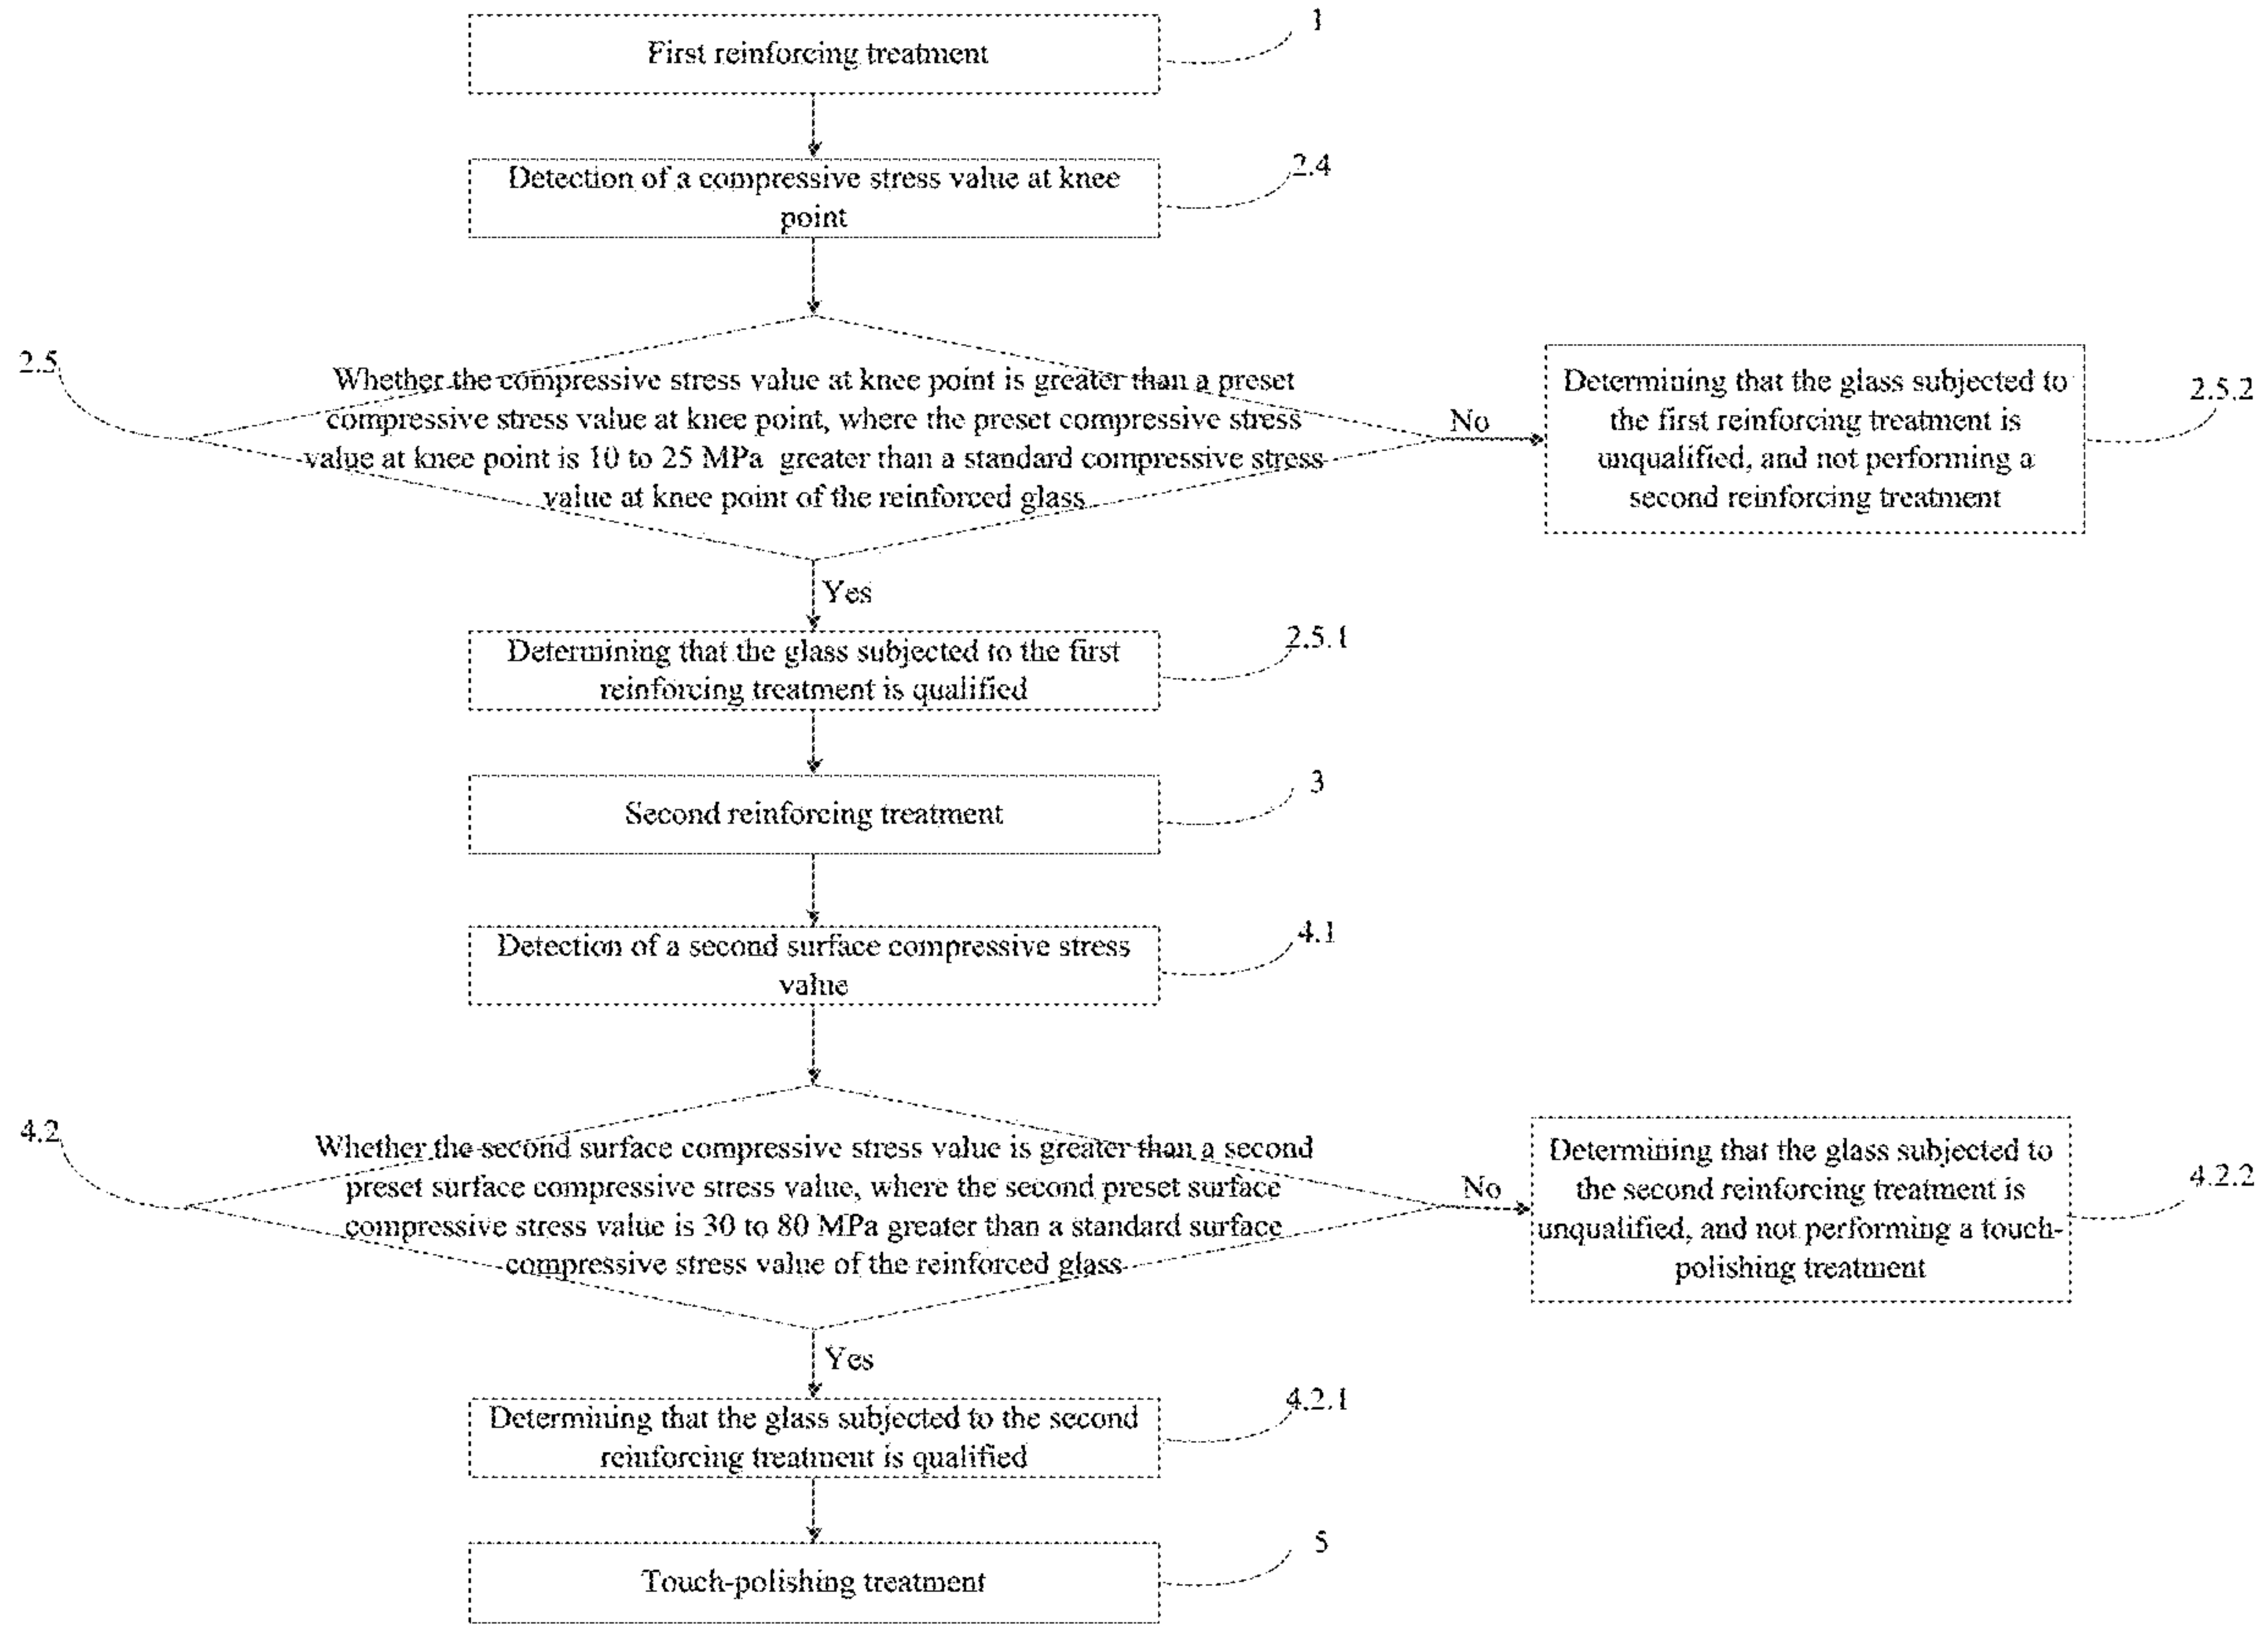 1
First reinforcing treatment
2.4
Detection of a compressive stress value at knee
point
2.5
Whether the compressive stress value at knee point is greater than a preset
compressive stress value at knee point, where the preset compressive stress
value at knee point is 10 to 25 MPa greater than a standard compressive stress
value at knee point of the reinforced glass
No
Determining that the glass subjected to
the first reinforcing treatment is
unqualified, and not performing a
second reinforcing treatment
2.5.2
Yes
2.5.1
Determining that the glass subjected to the first
reinforcing treatment is qualified
3
Second reinforcing treatment
4.1
Detection of a second surface compressive stress
value
4.2
Whether the second surface compressive stress value is greater than a second
preset surface compressive stress value, where the second preset surface
compressive stress value is 30 to 80 MPa greater than a standard surface
compressive stress value of the reinforced glass
No
Determining that the glass subjected to
the second reinforcing treatment is
unqualified, and not performing a touch-
polishing treatment
4.2.2
Yes
4.2.1
Determining that the glass subjected to the second
reinforcing treatment is qualified
5
Touch-polishing treatment